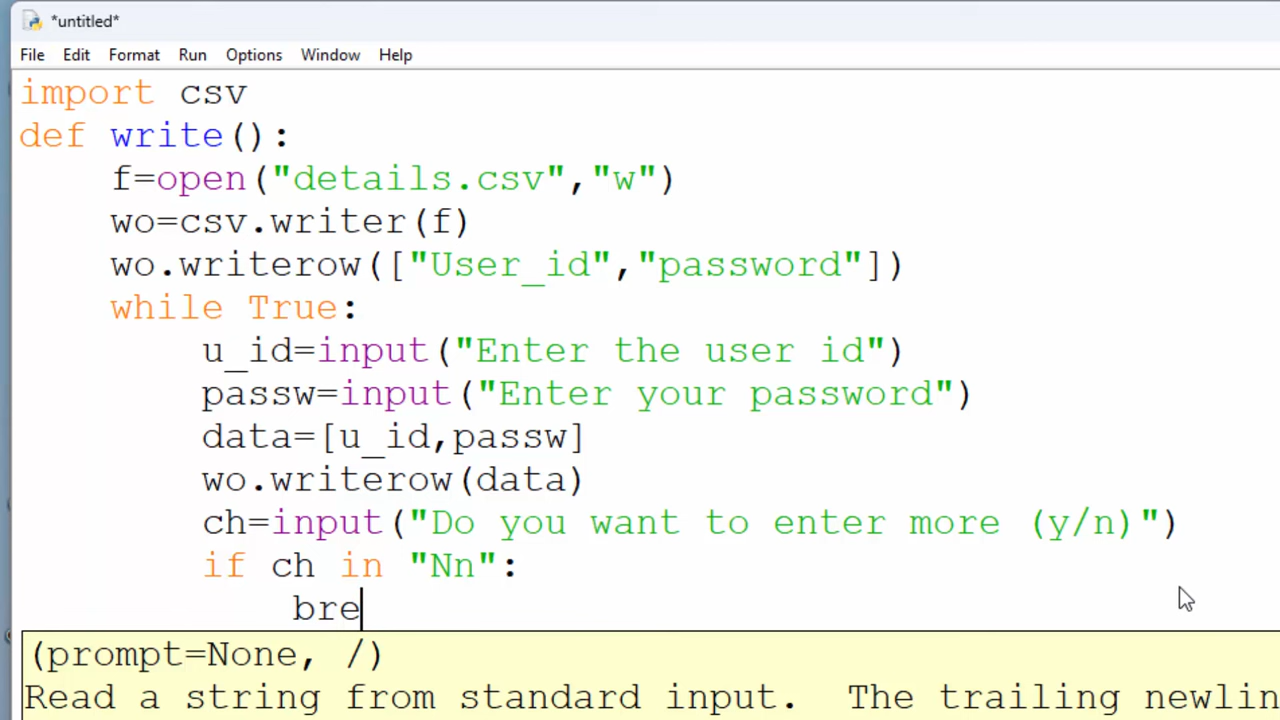 *untitled*
File Edit Format Run Options Window Help
import csv
def write():
    f=open("details.csv","w")
    wo=csv.writer(f)
    wo.writerow(["User_id","password"])
    while True:
        u_id=input("Enter the user id")
        passw=input("Enter your password")
        data=[u_id,passw]
        wo.writerow(data)
        ch=input("Do you want to enter more (y/n)")
        if ch in "Nn":
            bre
(prompt=None, /)
Read a string from standard input.  The trailing newlin